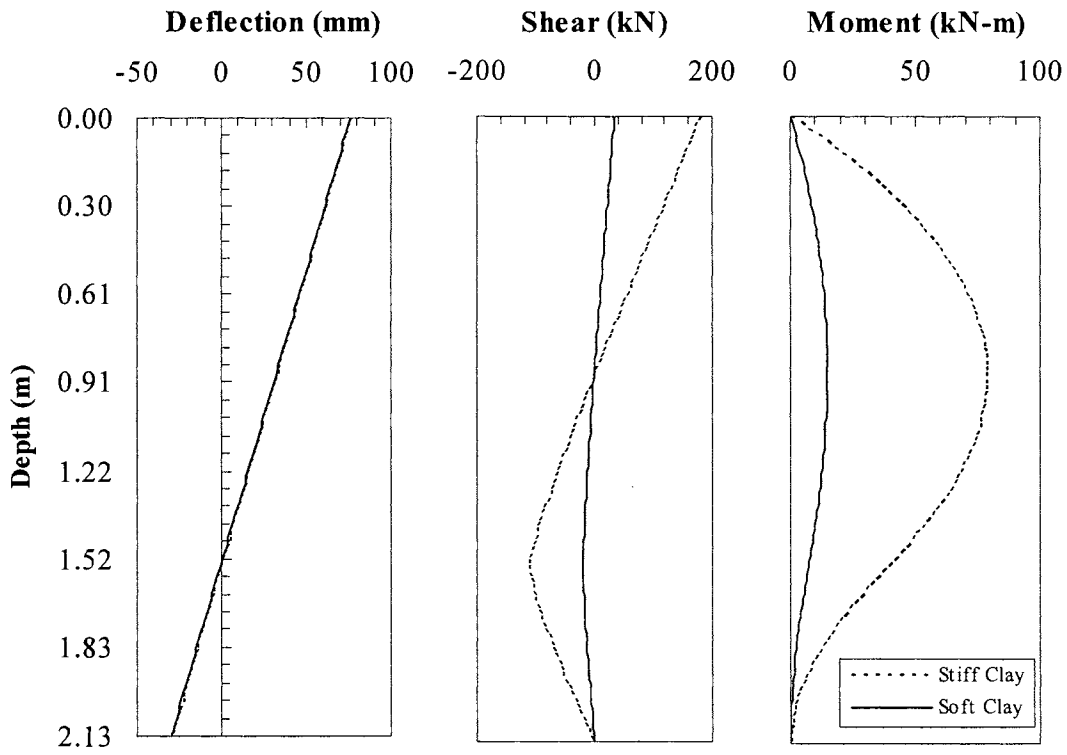 Deflection (mm) Shear (kN) Moment (kN-m)
-50 0 50 100 -200 0 200 0 50 100
0.00
0.30
0.61
0.91
1.22
1.52
1.83
2.13
Depth (m)
Stiff Clay
Soft Clay